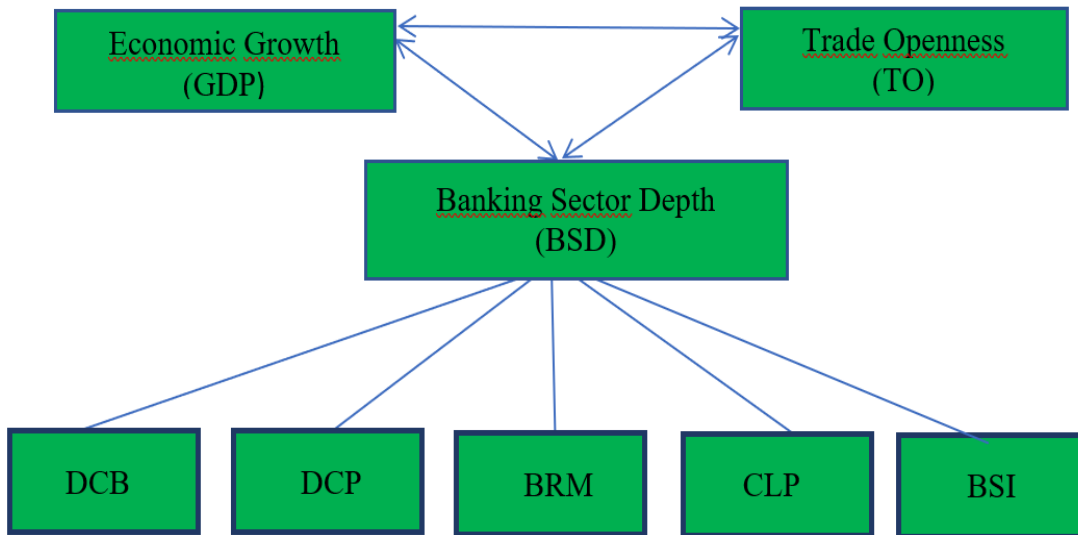 Economic Growth
(GDP)
Trade Openness
(TO)
Banking Sector Depth
(BSD)
DCB
DCP
BRM
CLP
BSI